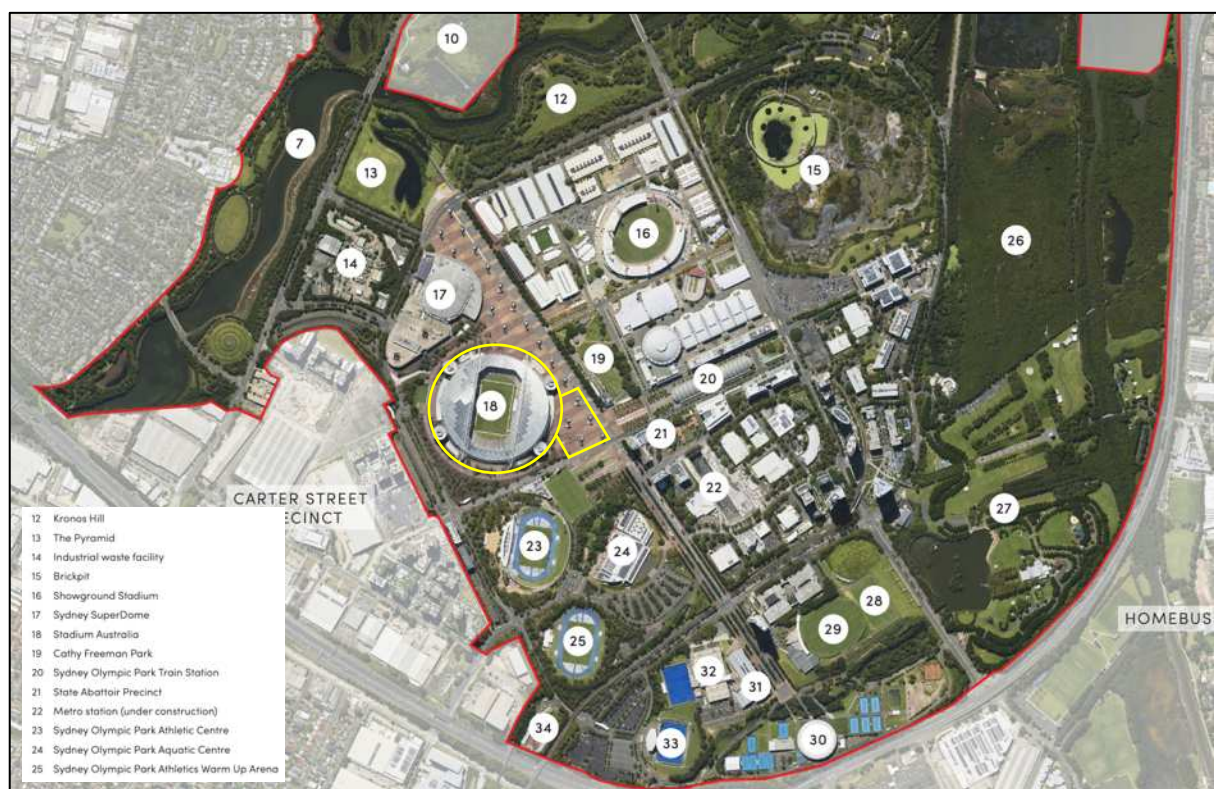 10
12
7
13
15
16
26
14
17
19
20
18
21
22
CARTER STREET
ECINCT
27
23
24
28
29
HOMEBUS
25
32
31
34
33
30
12 Kronos Hill
13 The Pyramid
14 Industrial waste facility
15 Brickpit
16 Showground Stadium
17 Sydney SuperDome
18 Stadium Australia
19 Cathy Freeman Park
20 Sydney Olympic Park Train Station
21 State Abattoir Precinct
22 Metro station (under construction)
23 Sydney Olympic Park Athletic Centre
24 Sydney Olympic Park Aquatic Centre
25 Sydney Olympic Park Athletics Warm Up Arena